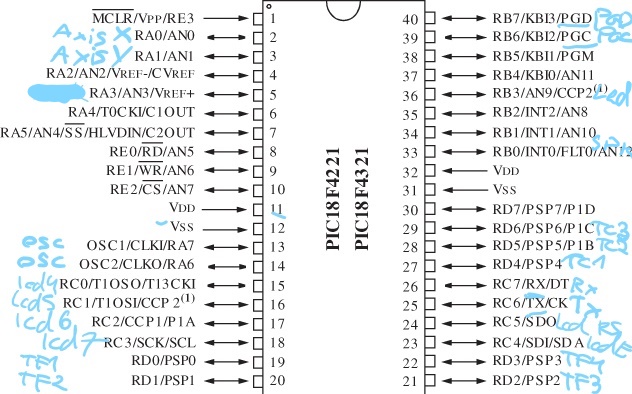 MCLR/VPP/RE3 1
Axis X RA0/AN0 2
Axis Y RA1/AN1 3
RA2/AN2/VREF-/CVREF 4
RA3/AN3/VREF+ 5
RA4/T0CKI/C1OUT 6
RA5/AN4/SS/HLVDIN/C2OUT 7
RE0/RD/AN5 8
RE1/WR/AN6 9
RE2/CS/AN7 10
VDD 11
VSS 12
osc OSC1/CLKI/RA7 13
osc OSC2/CLKO/RA6 14
lcd4 RC0/T1OSO/T13CKI 15
lcd5 RC1/T1OSI/CCP2(1) 16
lcd6 RC2/CCP1/P1A 17
lcd7 RC3/SCK/SCL 18
TF1 RD0/PSP0 19
TF2 RD1/PSP1 20
PIC18F4221
PIC18F4321
40 RB7/KBI3/PGD PGD
39 RB6/KBI2/PGC PGC
38 RB5/KBI1/PGM
37 RB4/KBI0/AN11
36 RB3/AN9/CCP2(1) Led
35 RB2/INT2/AN8
34 RB1/INT1/AN10
33 RB0/INT0/FLT0/AN12
32 VDD
31 VSS
30 RD7/PSP7/P1D
29 RD6/PSP6/P1C TC3
28 RD5/PSP5/P1B TC2
27 RD4/PSP4 TC1
26 RC7/RX/DT Rx
25 RC6/TX/CK Tx
24 RC5/SDO Lcd RS
23 RC4/SDI/SDA lcd E
22 RD3/PSP3 TF4
21 RD2/PSP2 TF3